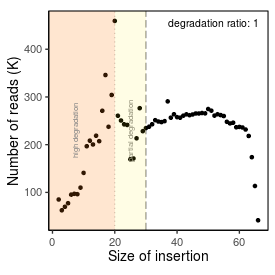 degradation ratio: 1
Number of reads (K)
400
300
200
100
high degradation
partial degradation
0
20
40
60
Size of insertion